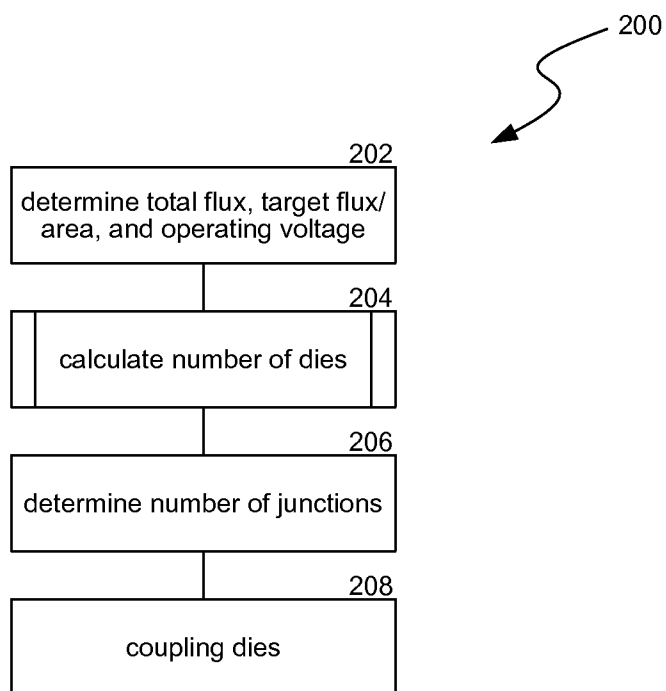 200
202
determine total flux, target flux/
area, and operating voltage
204
calculate number of dies
206
determine number of junctions
208
coupling dies